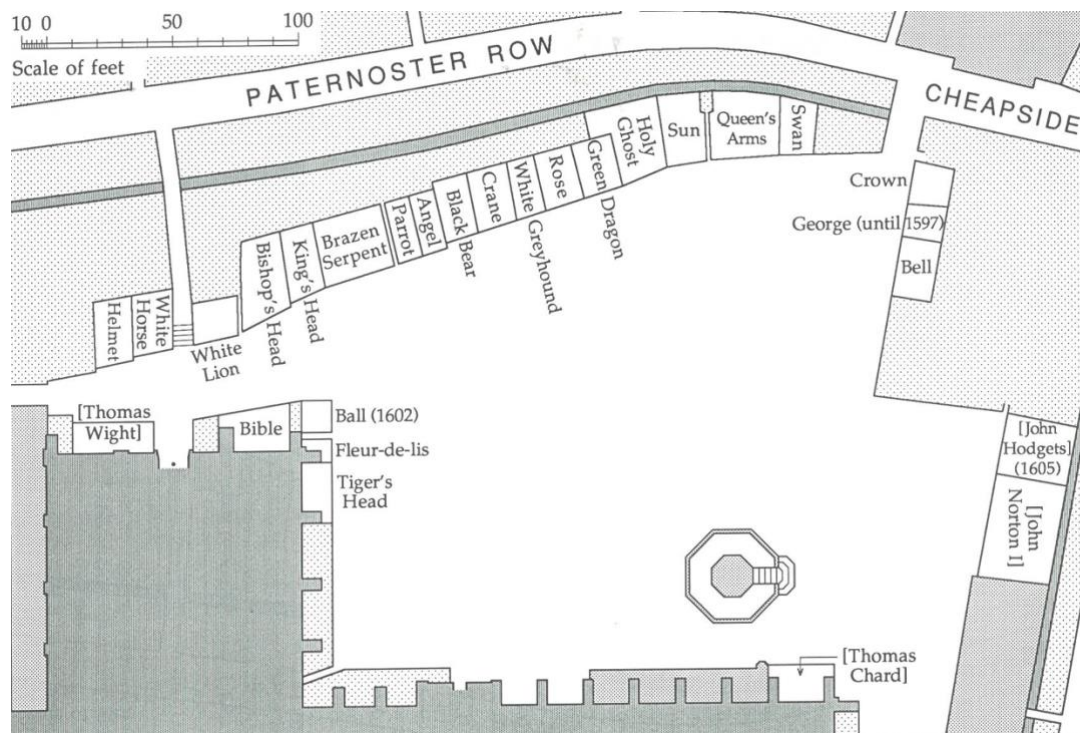 10 0 50 100
Scale of feet
PATERNOSTER ROW
CHEAPSIDE
Helmet
White
Horse
White
Lion
Bishop's Head
King's Head
Brazen
Serpent
Parrot
Angel
Black Bear
Crane
White Greyhound
Rose
Green Dragon
Holy
Ghost
Sun
Queen's
Arms
Swan
Crown
George (until 1597)
Bell
[Thomas
Wight]
Bible
Ball (1602)
Fleur-de-lis
Tiger's
Head
[John
Hodgets]
(1605)
[John
Norton I]
[Thomas
Chard]